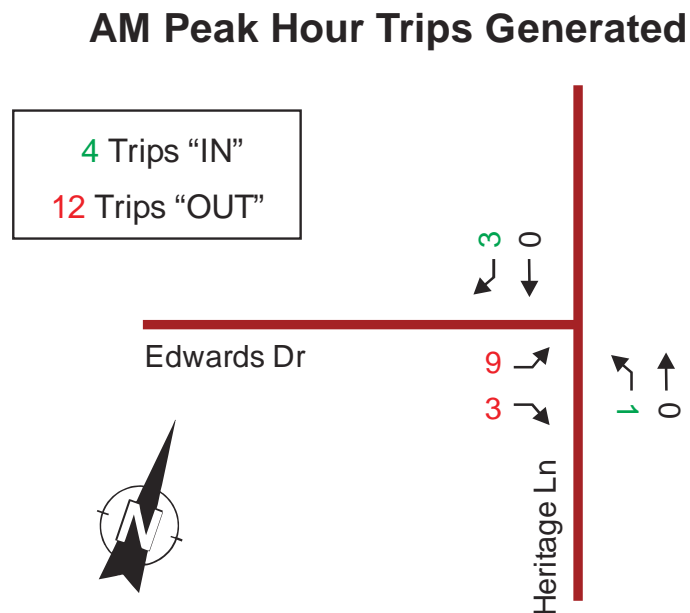 AM Peak Hour Trips Generated
4 Trips “IN”
12 Trips “OUT”
3
0
Edwards Dr
9
3
1
0
Heritage Ln
N